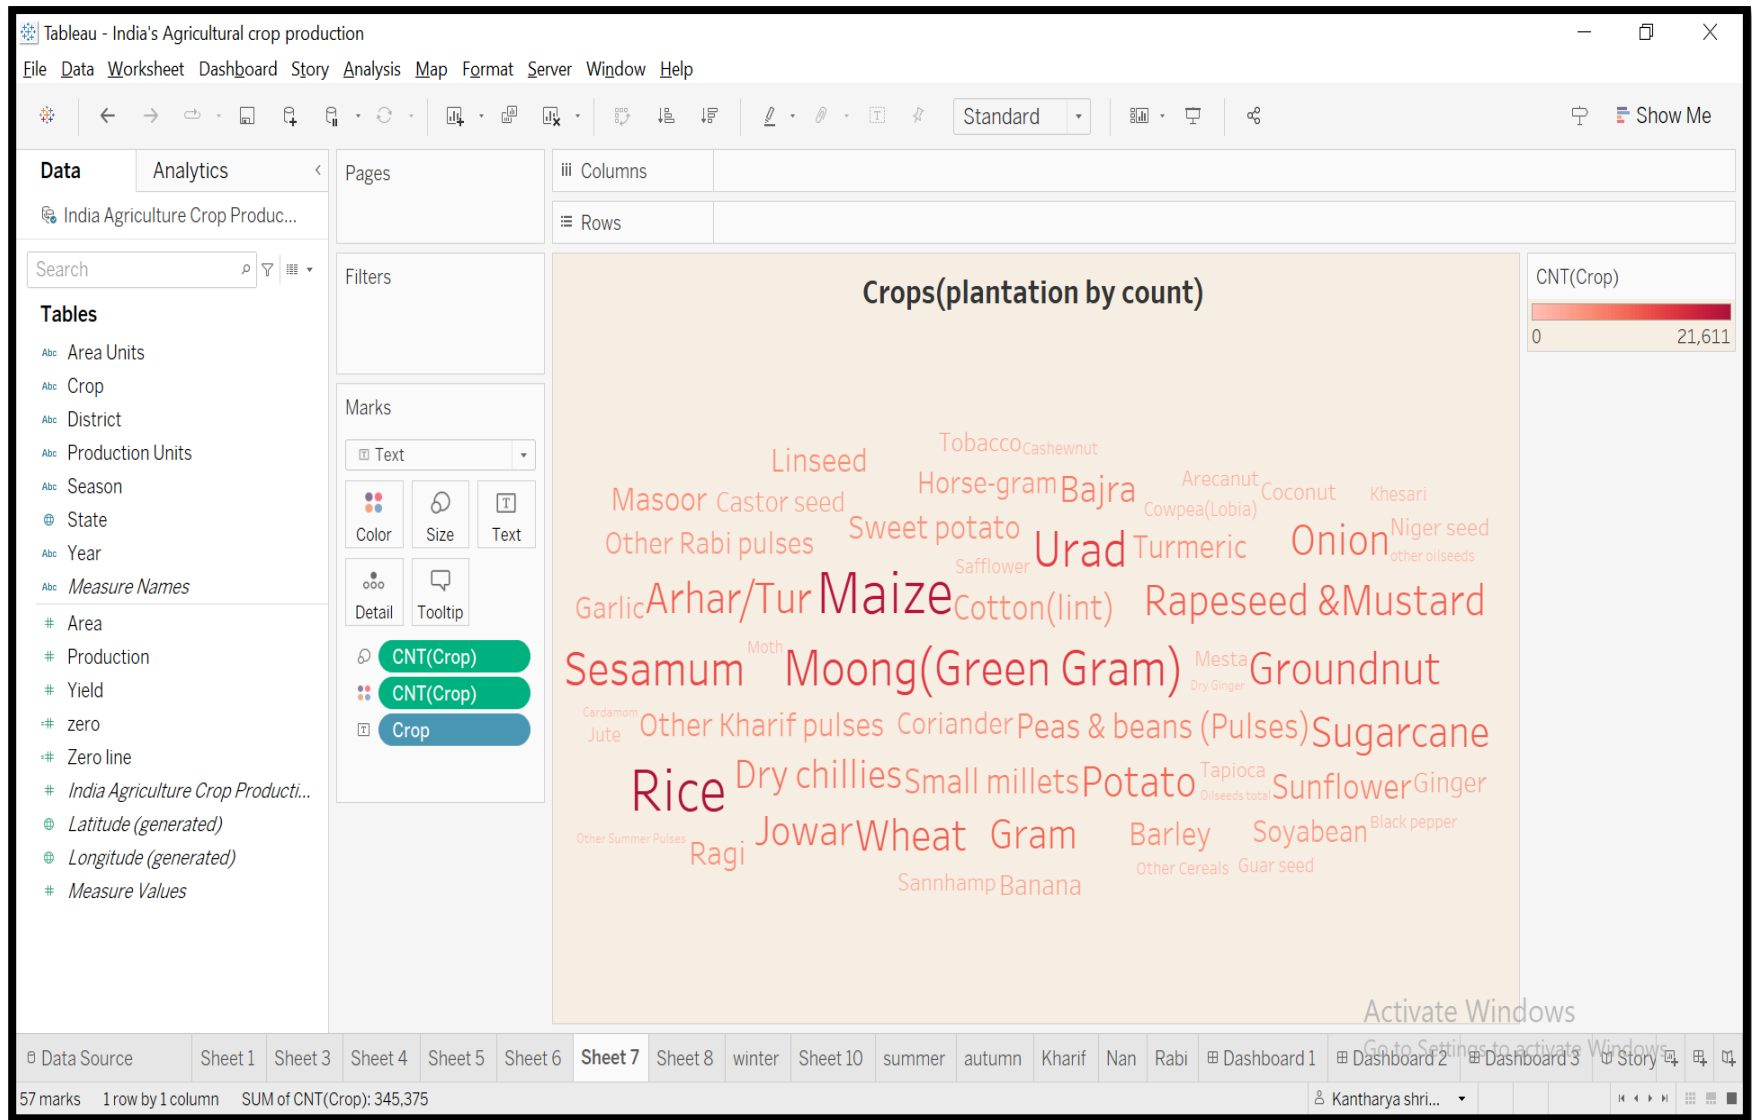 Tableau - India's Agricultural crop production
File Data Worksheet Dashboard Story Analysis Map Format Server Window Help
Standard
Show Me
Data Analytics
India Agriculture Crop Produc...
Search
Tables
Abc Area Units
Abc Crop
Abc District
Abc Production Units
Abc Season
State
Abc Year
Abc Measure Names
# Area
# Production
# Yield
=# zero
=# Zero line
# India Agriculture Crop Producti...
Latitude (generated)
Longitude (generated)
# Measure Values
Pages
Filters
Marks
Text
Color Size Text
Detail Tooltip
CNT(Crop)
CNT(Crop)
Crop
Columns
Rows
Crops(plantation by count)
Tobacco Cashewnut
Linseed
Horse-gram Bajra Arecanut Coconut Khesari
Masoor Castor seed Cowpea(Lobia)
Other Rabi pulses Sweet potato Urad Turmeric Onion Niger seed
other oilseeds
Safflower
Garlic Arhar/Tur Maize Cotton(lint) Rapeseed &Mustard
Moth
Sesamum Moong(Green Gram) Mesta Groundnut
Dry Ginger
Cardamom
Jute Other Kharif pulses Coriander Peas & beans (Pulses) Sugarcane
Rice Dry chillies Small millets Potato Tapioca Sunflower Ginger
Oilseeds total
Other Summer Pulses Ragi Jowar Wheat Gram Barley Soyabean Black pepper
Other Cereals Guar seed
Sannhamp Banana
CNT(Crop)
0 21,611
Activate Windows
Go to Settings to activate Windows.
Data Source Sheet 1 Sheet 3 Sheet 4 Sheet 5 Sheet 6 Sheet 7 Sheet 8 winter Sheet 10 summer autumn Kharif Nan Rabi Dashboard 1 Dashboard 2 Dashboard 3 Story
57 marks 1 row by 1 column SUM of CNT(Crop): 345,375
Kantharya shri...